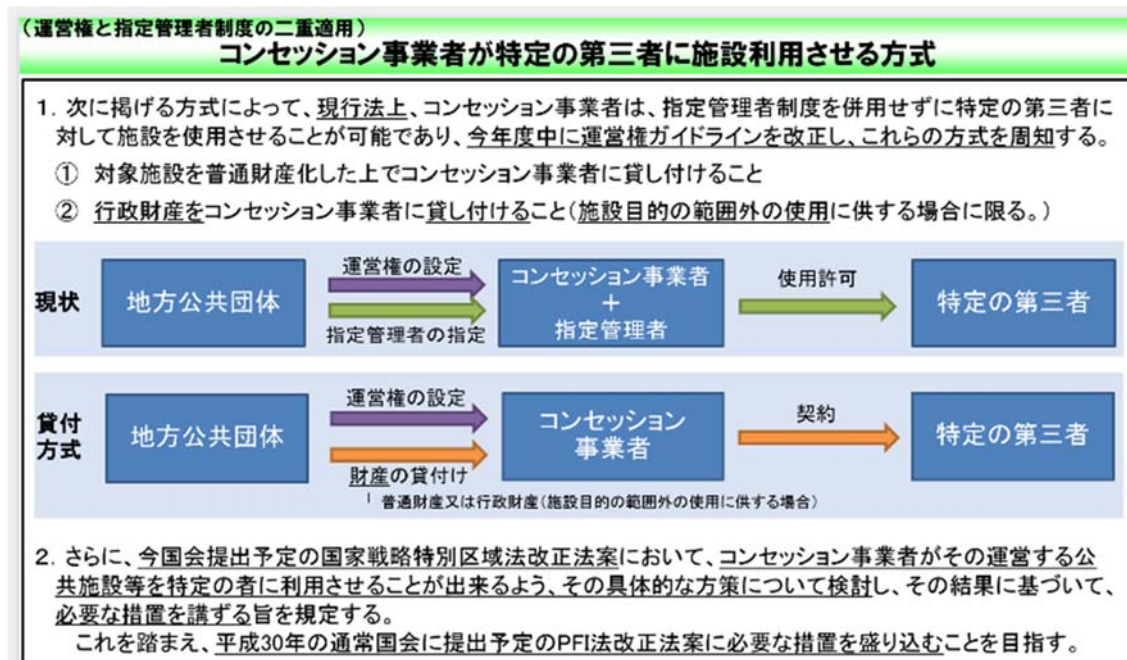 （運営権と指定管理者制度の二重適用）
コンセッション事業者が特定の第三者に施設利用させる方式
１．次に掲げる方式によって、現行法上、コンセッション事業者は、指定管理者制度を併用せずに特定の第三者に
対して施設を使用させることが可能であり、今年度中に運営権ガイドラインを改正し、これらの方式を周知する。
① 対象施設を普通財産化した上でコンセッション事業者に貸し付けること
② 行政財産をコンセッション事業者に貸し付けること（施設目的の範囲外の使用に供する場合に限る。）
現状
地方公共団体
運営権の設定
指定管理者の指定
コンセッション事業者
＋
指定管理者
使用許可
特定の第三者
貸付
方式
地方公共団体
運営権の設定
財産の貸付け
普通財産又は行政財産（施設目的の範囲外の使用に供する場合）
コンセッション
事業者
契約
特定の第三者
２．さらに、今国会提出予定の国家戦略特別区域法改正法案において、コンセッション事業者がその運営する公
共施設等を特定の者に利用させることが出来るよう、その具体的な方策について検討し、その結果に基づいて、
必要な措置を講ずる旨を規定する。
これを踏まえ、平成30年の通常国会に提出予定のPFI法改正法案に必要な措置を盛り込むことを目指す。